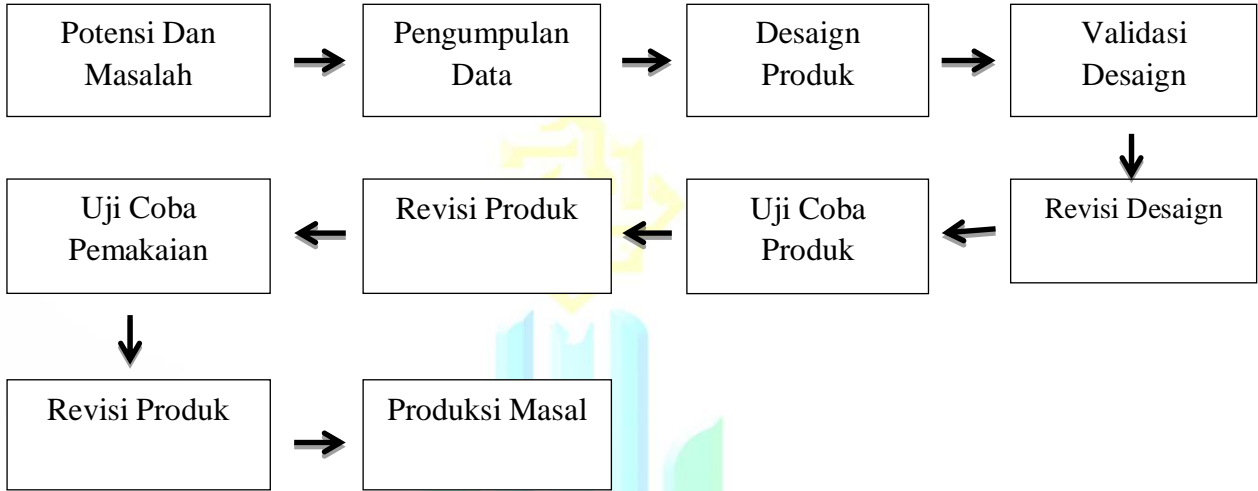 Potensi Dan
Masalah
Pengumpulan
Data
Desaign
Produk
Validasi
Desaign
Revisi Desaign
Uji Coba
Produk
Revisi Produk
Uji Coba
Pemakaian
Revisi Produk
Produksi Masal